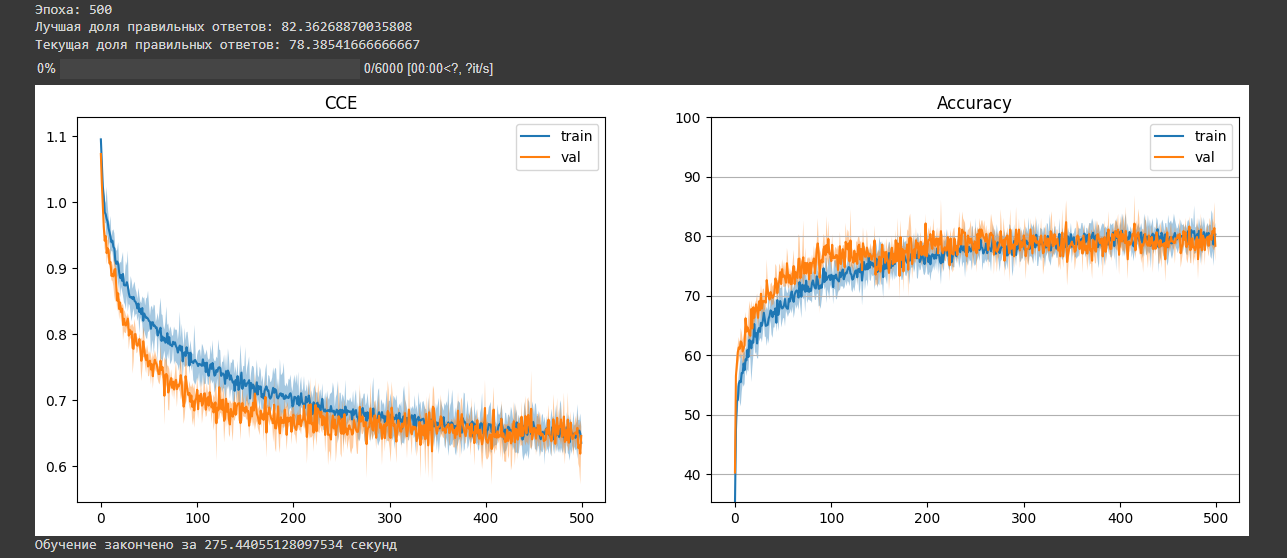 Эпоха: 500
Лучшая доля правильных ответов: 82.36268870035808
Текущая доля правильных ответов: 78.38541666666667
0% 0/6000 [00:00<?, ?it/s]
CCE
train
val
1.1
1.0
0.9
0.8
0.7
0.6
0 100 200 300 400 500
Accuracy
train
val
100
90
80
70
60
50
40
0 100 200 300 400 500
Обучение закончено за 275.44055128097534 секунд